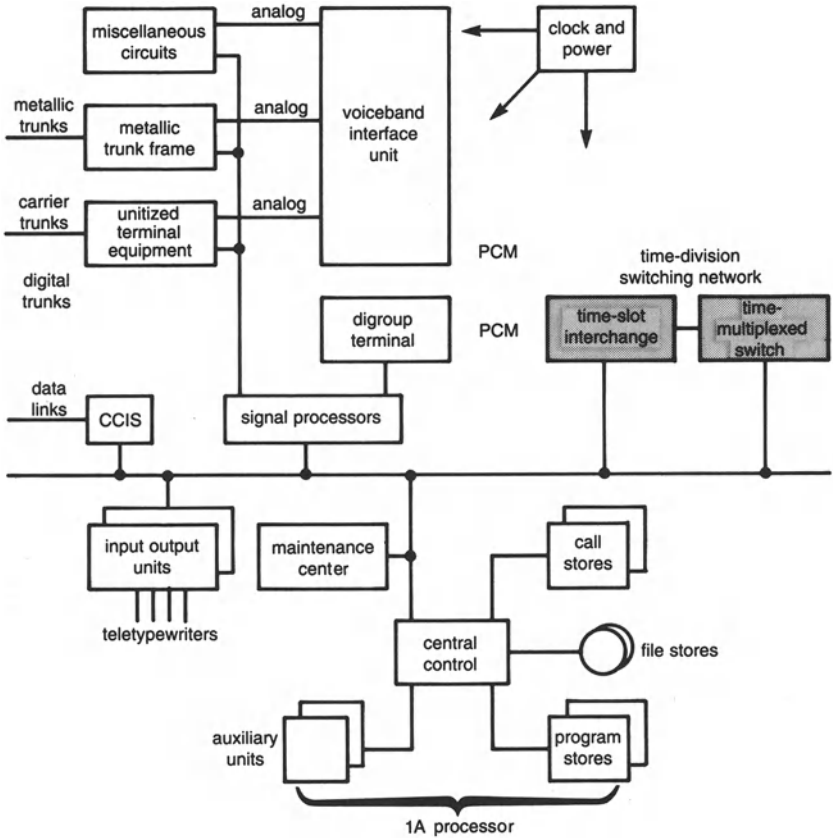 miscellaneous
circuits
analog
clock and
power
metallic
trunks
metallic
trunk frame
analog
voiceband
interface
unit
carrier
trunks
unitized
terminal
equipment
analog
digital
trunks
PCM
time-division
switching network
digroup
terminal
PCM
time-slot
interchange
time-
multiplexed
switch
data
links
CCIS
signal processors
input output
units
teletypewriters
maintenance
center
call
stores
central
control
file stores
auxiliary
units
program
stores
1A processor